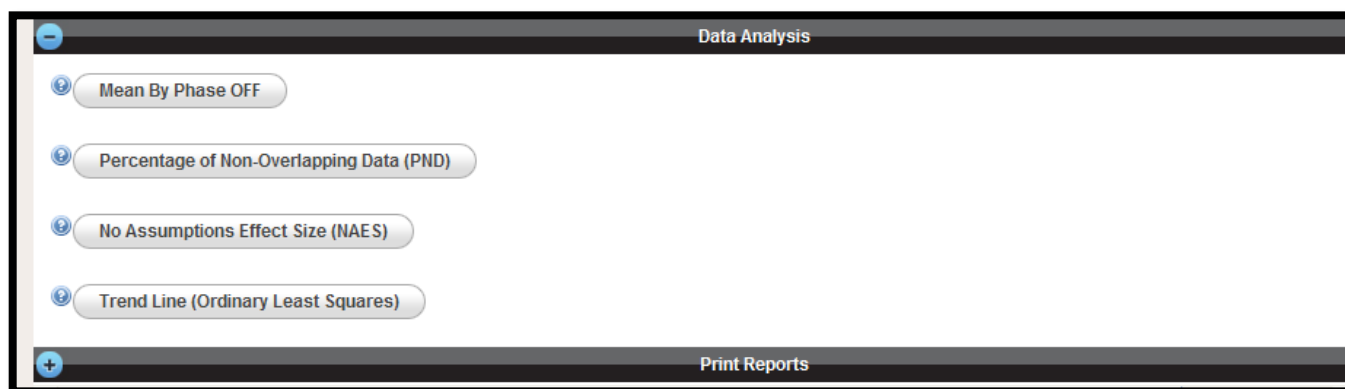 Data Analysis
Mean By Phase OFF
Percentage of Non-Overlapping Data (PND)
No Assumptions Effect Size (NAES)
Trend Line (Ordinary Least Squares)
Print Reports